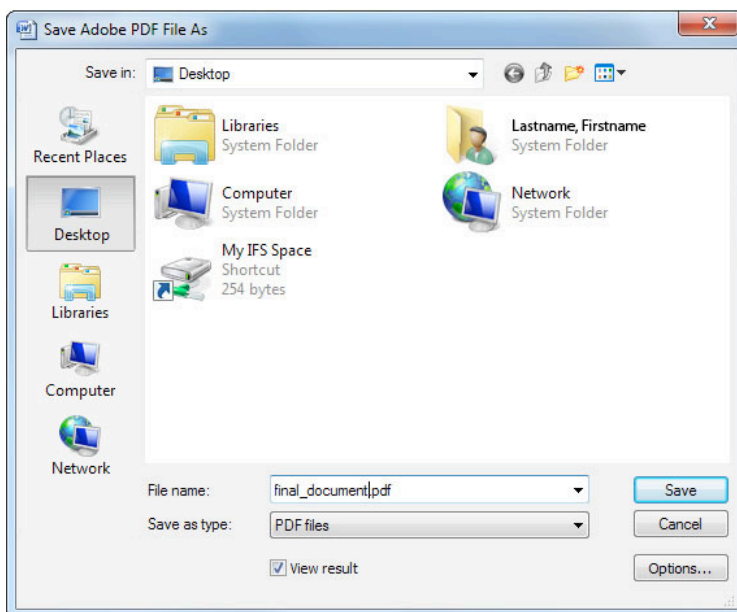 Save Adobe PDF File As
Save in:
Desktop
Recent Places
Desktop
Libraries
Computer
Network
Libraries
System Folder
Lastname, Firstname
System Folder
Computer
System Folder
Network
System Folder
My IFS Space
Shortcut
254 bytes
File name:
final_document.pdf
Save
Save as type:
PDF files
Cancel
View result
Options...